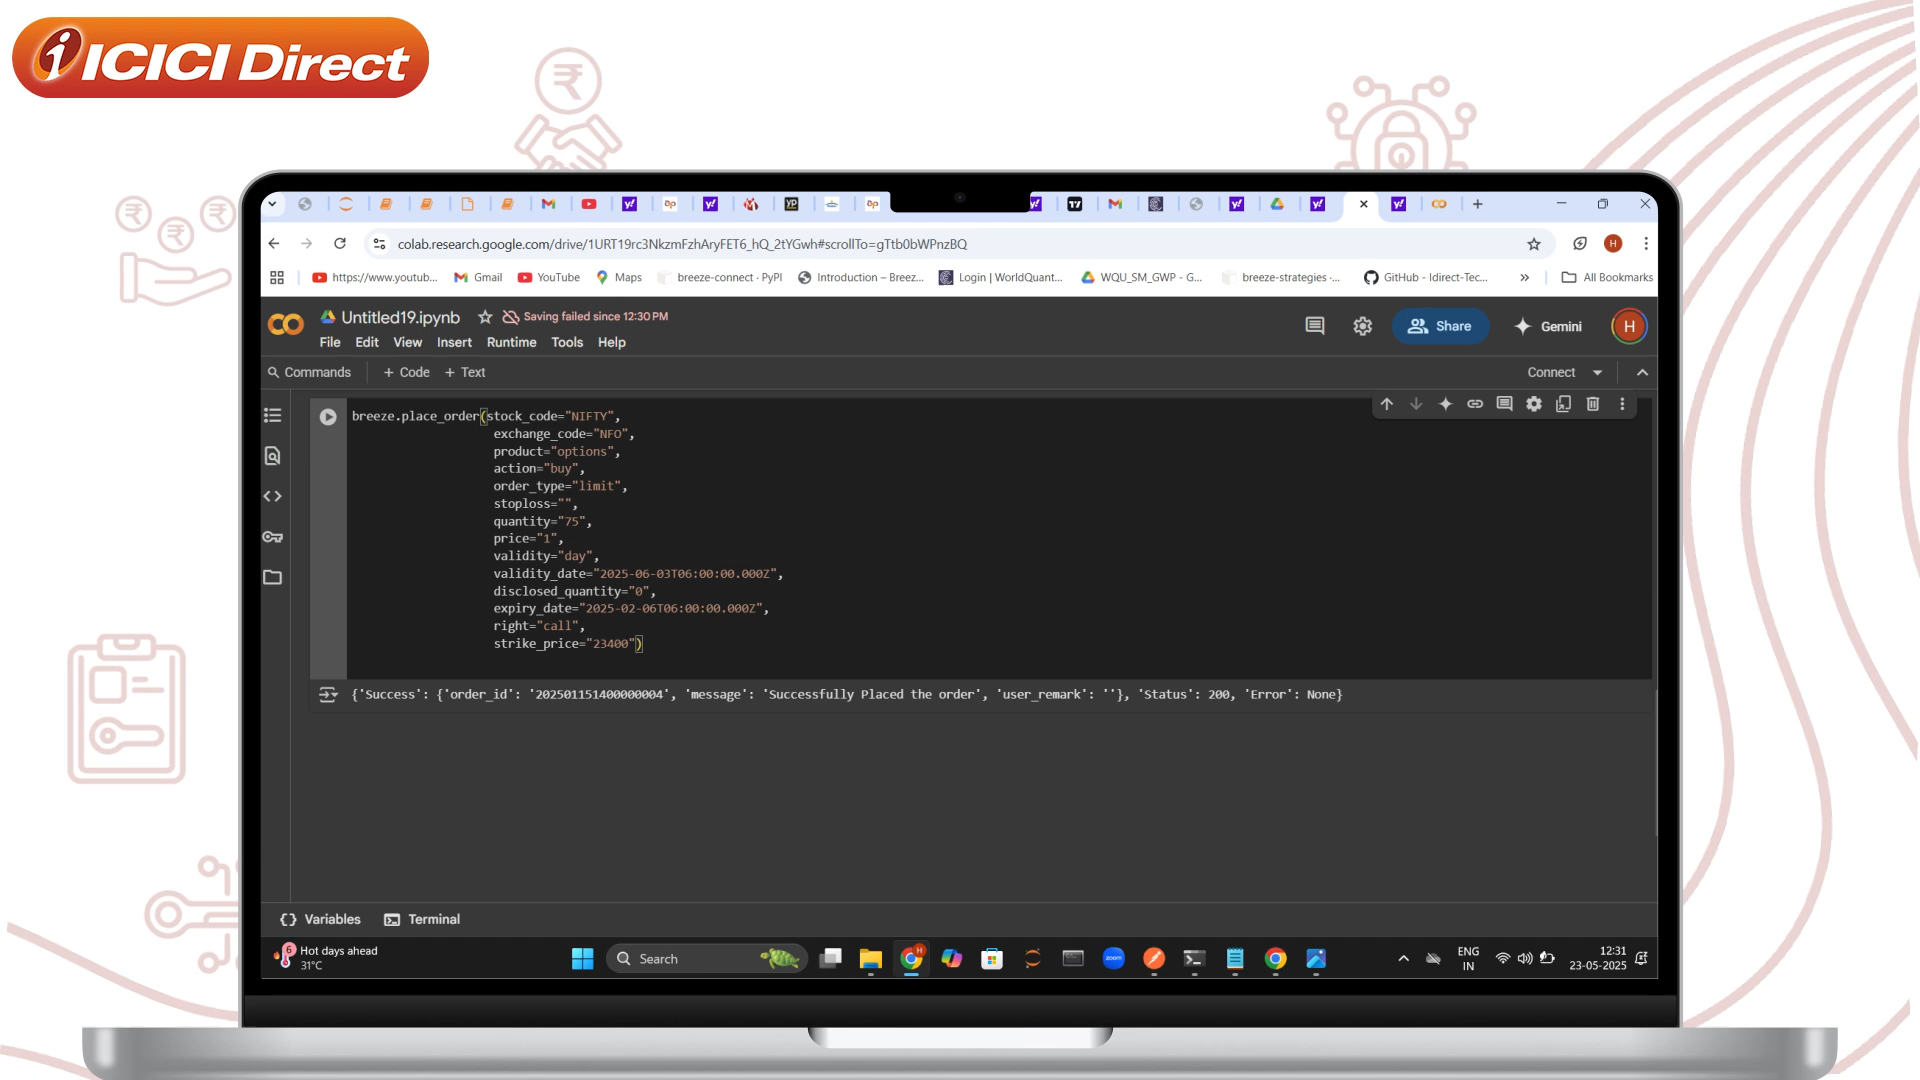 i ICICI Direct
colab.research.google.com/drive/1URT19rc3NkzmFzhAryFET6_hQ_2tYGwh#scrollTo=gTtb0bWPnzBQ
H
https://www.youtub... Gmail YouTube Maps breeze-connect · PyPI Introduction – Breez... Login | WorldQuant... WQU_SM_GWP - G... breeze-strategies ·... GitHub - Idirect-Tec... » All Bookmarks
Untitled19.ipynb Saving failed since 12:30 PM
File Edit View Insert Runtime Tools Help
Share Gemini H
Commands + Code + Text Connect
breeze.place_order(stock_code="NIFTY",
exchange_code="NFO",
product="options",
action="buy",
order_type="limit",
stoploss="",
quantity="75",
price="1",
validity="day",
validity_date="2025-06-03T06:00:00.000Z",
disclosed_quantity="0",
expiry_date="2025-02-06T06:00:00.000Z",
right="call",
strike_price="23400")
{'Success': {'order_id': '202501151400000004', 'message': 'Successfully Placed the order', 'user_remark': ''}, 'Status': 200, 'Error': None}
{} Variables Terminal
6 Hot days ahead
31°C
Search
zoom
ENG
IN
12:31
23-05-2025